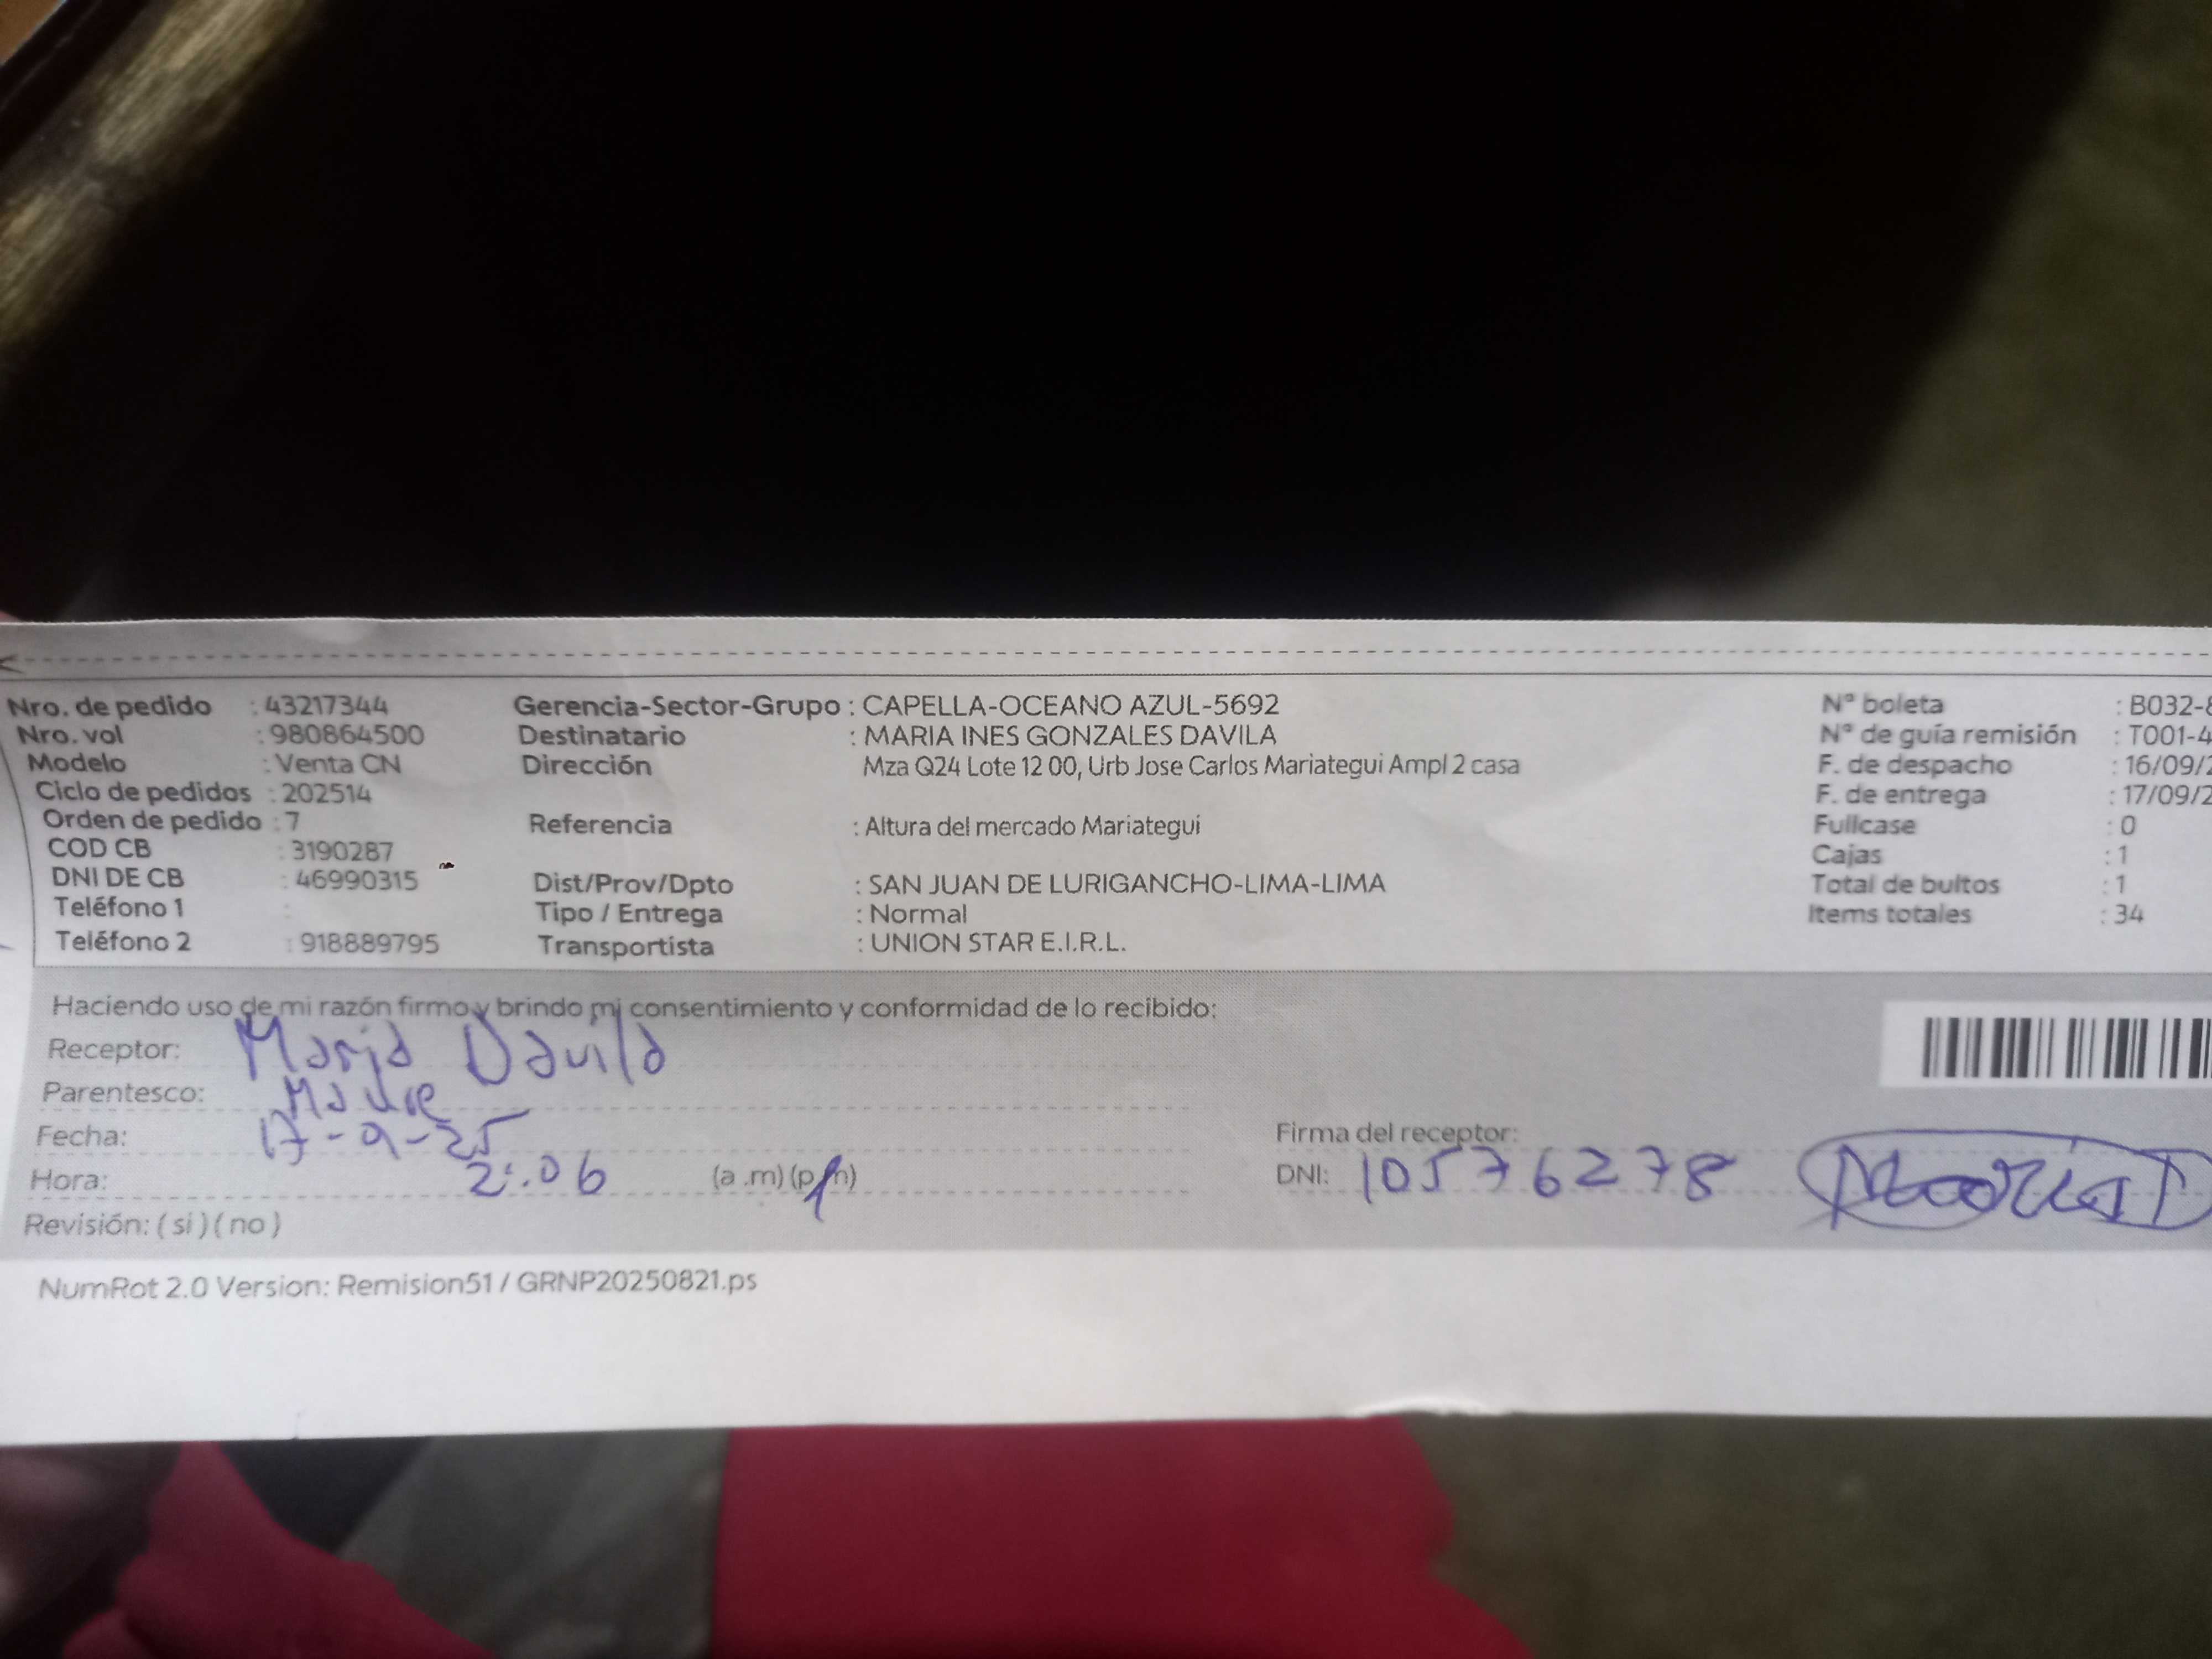 Nro. de pedido : 43217344 Gerencia-Sector-Grupo : CAPELLA-OCEANO AZUL-5692 N° boleta : B032-8
Nro. vol : 980864500 Destinatario : MARIA INES GONZALES DAVILA N° de guía remisión : T001-4
Modelo : Venta CN Dirección Mza Q24 Lote 12 00, Urb Jose Carlos Mariategui Ampl 2 casa F. de despacho : 16/09/2
Ciclo de pedidos : 202514 F. de entrega : 17/09/2
Orden de pedido : 7 Referencia : Altura del mercado Mariategui Fullcase : 0
COD CB : 3190287 Cajas : 1
DNI DE CB : 46990315 Dist/Prov/Dpto : SAN JUAN DE LURIGANCHO-LIMA-LIMA Total de bultos : 1
Teléfono 1 : Tipo / Entrega : Normal Items totales : 34
Teléfono 2 : 918889795 Transportista : UNION STAR E.I.R.L.
Haciendo uso de mi razón firmo y brindo mi consentimiento y conformidad de lo recibido:
Receptor: Maria Davila
Parentesco: Madre
Fecha: 17-9-25 Firma del receptor:
Hora: 2:06 (a .m) (p.m) DNI: 10576278 Maria D
Revisión: ( si ) ( no )
NumRot 2.0 Version: Remision51 / GRNP20250821.ps